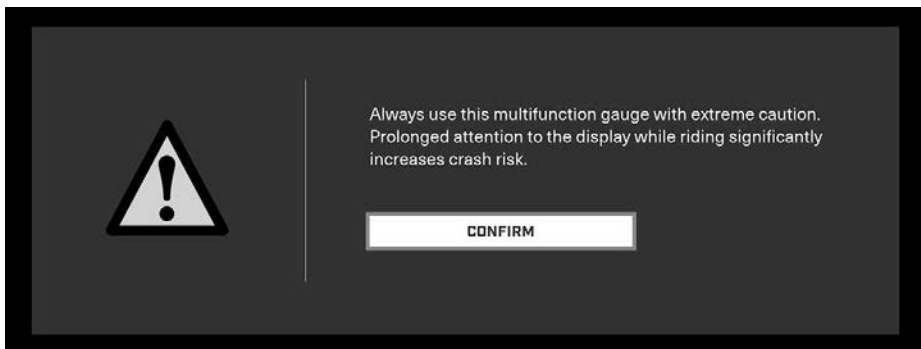 Always use this multifunction gauge with extreme caution.
Prolonged attention to the display while riding significantly
increases crash risk.
CONFIRM